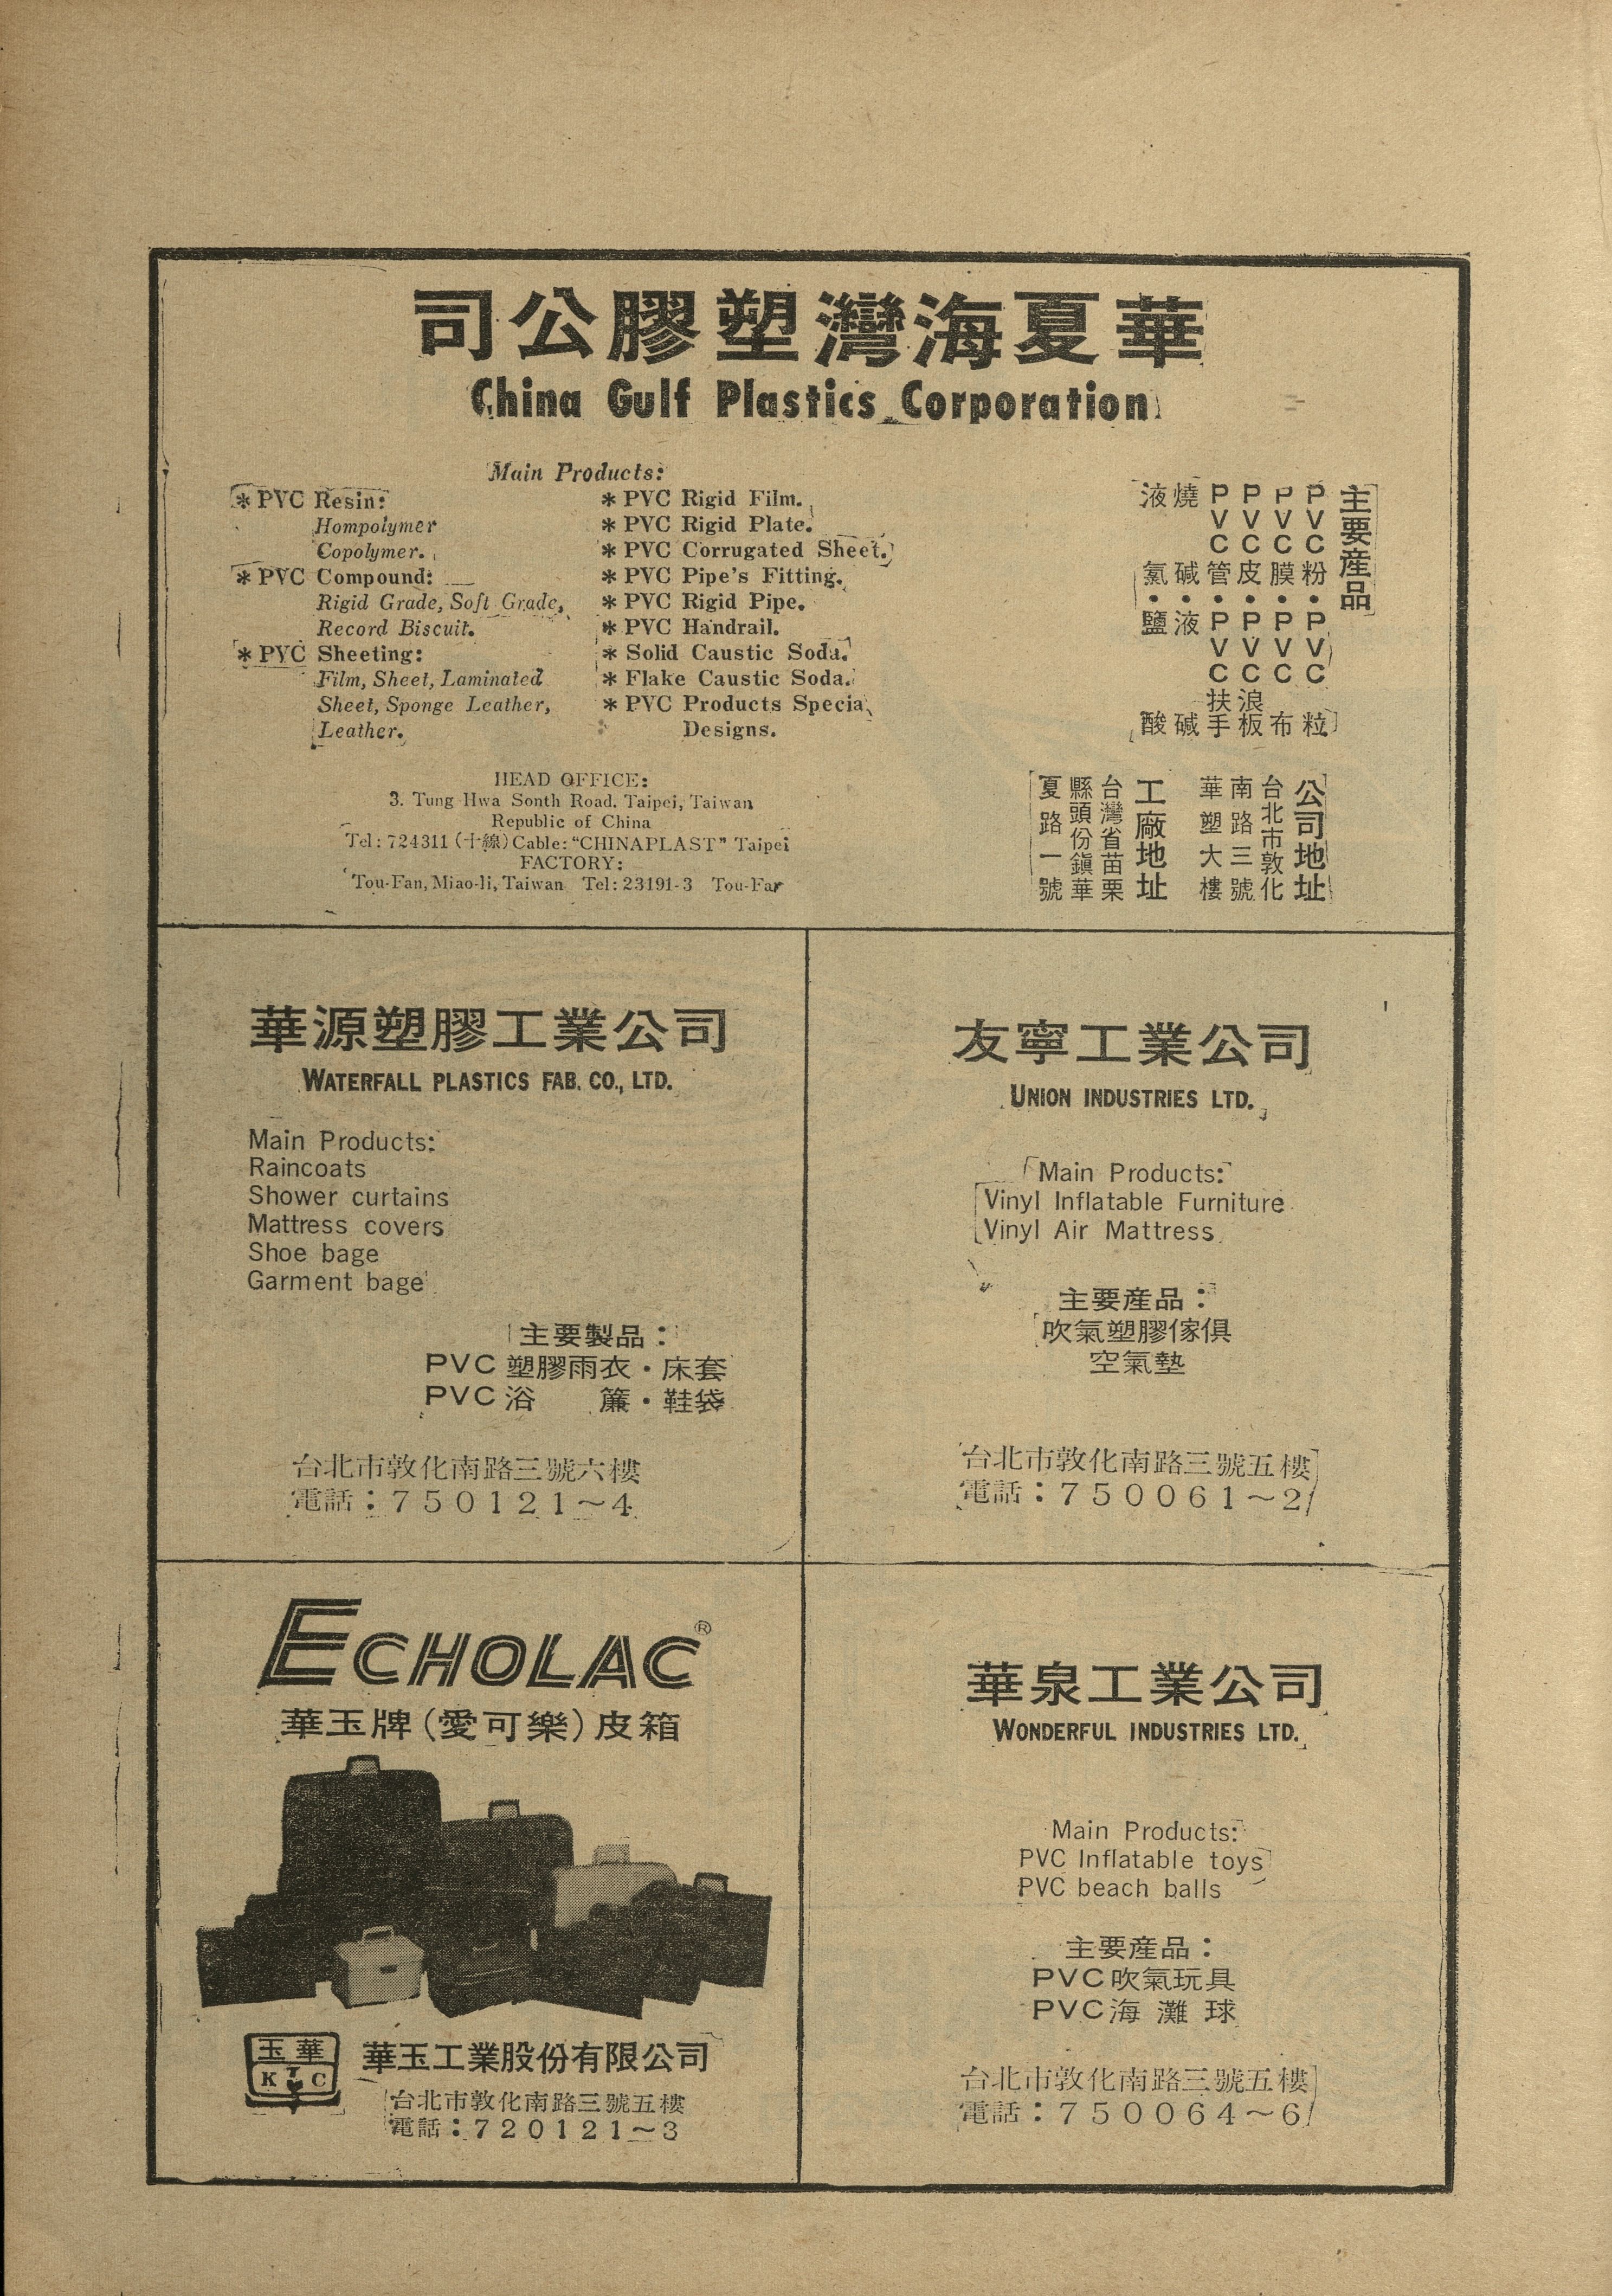 司公膠塑灣海夏華
China Gulf Plastics Corporation
Main Products:
* PVC Resin:
Hompolymer
Copolymer.
* PVC Compound:
Rigid Grade, Soft Grade,
Record Biscuit.
* PVC Sheeting:
Film, Sheet, Laminated
Sheet, Sponge Leather,
Leather.
* PVC Rigid Film.
* PVC Rigid Plate.
* PVC Corrugated Sheet.
* PVC Pipe's Fitting.
* PVC Rigid Pipe.
* PVC Handrail.
* Solid Caustic Soda.
* Flake Caustic Soda.
* PVC Products Specia
Designs.
主要產品
PVC粉•PVC粒
PVC膜•PVC布
PVC皮•PVC浪板
PVC管•PVC扶手
燒碱•液碱
液氯•鹽酸
HEAD OFFICE:
3. Tung Hwa Sonth Road. Taipei, Taiwan
Republic of China
Tel: 724311 (十線) Cable: "CHINAPLAST" Taipei
FACTORY:
Tou-Fan, Miao-li, Taiwan Tel: 23191-3 Tou-Far
公司地址
台北市敦化
南路三號
華塑大樓
工廠地址
台灣省苗栗
縣頭份鎮華
夏路一號
華源塑膠工業公司
WATERFALL PLASTICS FAB. CO., LTD.
Main Products:
Raincoats
Shower curtains
Mattress covers
Shoe bage
Garment bage
主要製品：
PVC 塑膠雨衣・床套
PVC 浴 簾・鞋袋
台北市敦化南路三號六樓
電話：750121～4
友寧工業公司
UNION INDUSTRIES LTD.
Main Products:
Vinyl Inflatable Furniture
Vinyl Air Mattress
主要產品：
吹氣塑膠傢俱
空氣墊
台北市敦化南路三號五樓
電話：750061～2
ECHOLAC®
華玉牌(愛可樂)皮箱
玉華
KTC
華玉工業股份有限公司
台北市敦化南路三號五樓
電話：720121～3
華泉工業公司
WONDERFUL INDUSTRIES LTD.
Main Products:
PVC Inflatable toys
PVC beach balls
主要產品：
PVC吹氣玩具
PVC海 灘 球
台北市敦化南路三號五樓
電話：750064～6